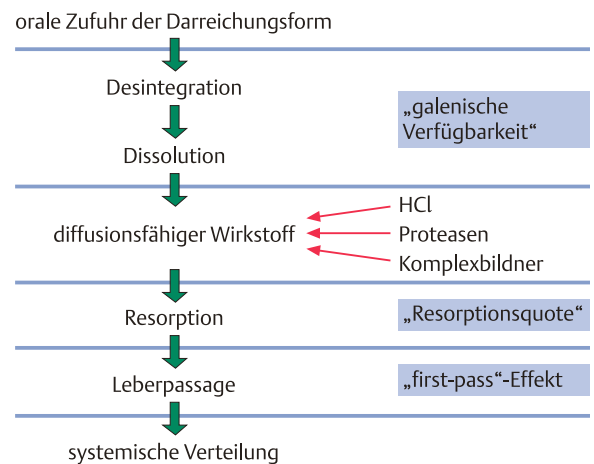 orale Zufuhr der Darreichungsform
Desintegration
„galenische
Verfügbarkeit“
Dissolution
HCl
diffusionsfähiger Wirkstoff
Proteasen
Komplexbildner
Resorption
„Resorptionsquote“
Leberpassage
„first-pass“-Effekt
systemische Verteilung